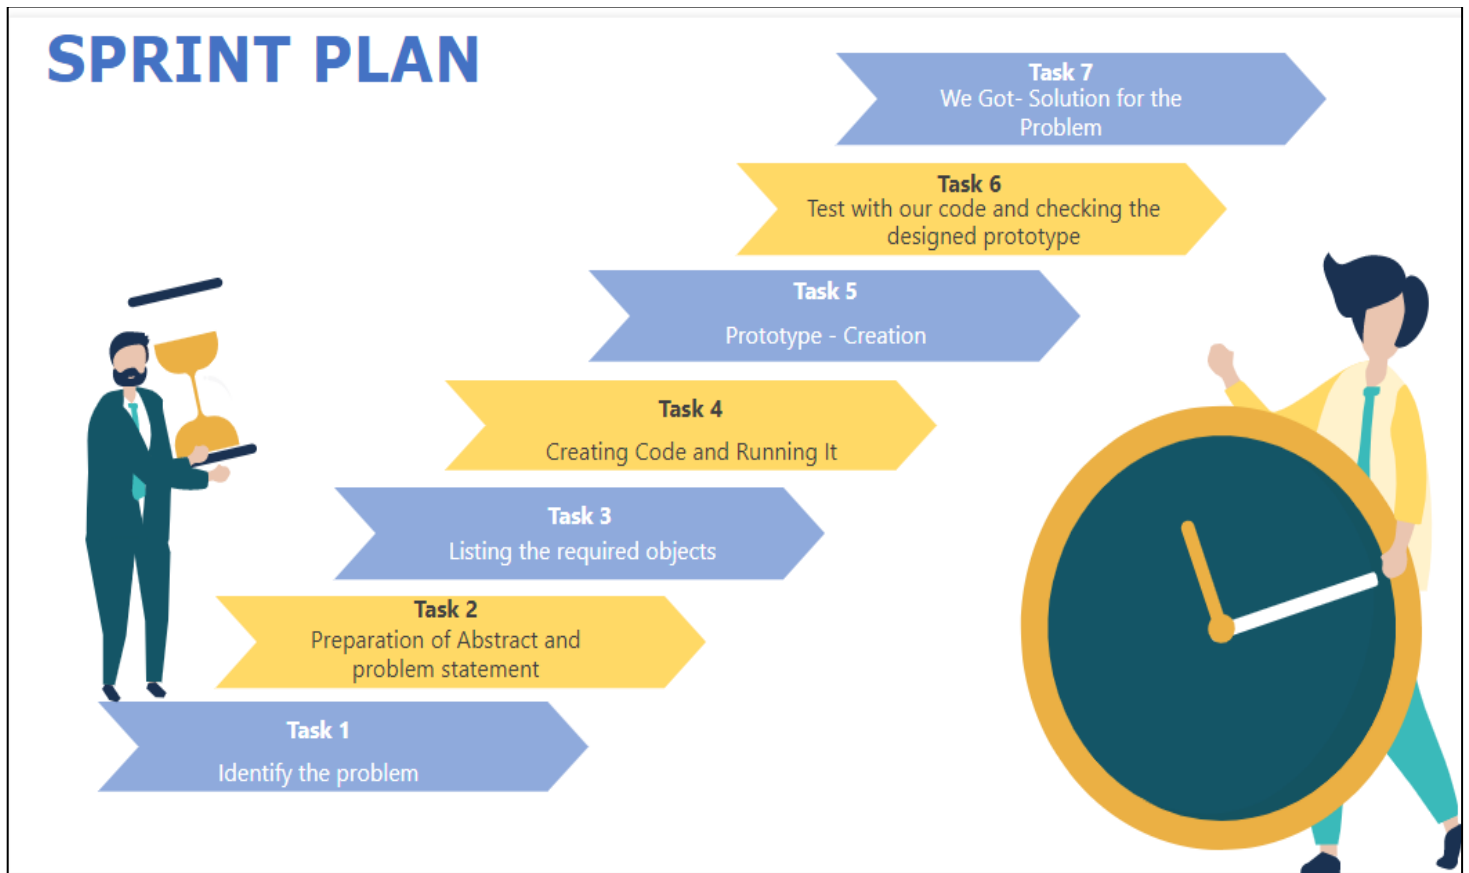 SPRINT PLAN
Task 7
We Got- Solution for the
Problem
Task 6
Test with our code and checking the
designed prototype
Task 5
Prototype - Creation
Task 4
Creating Code and Running It
Task 3
Listing the required objects
Task 2
Preparation of Abstract and
problem statement
Task 1
Identify the problem